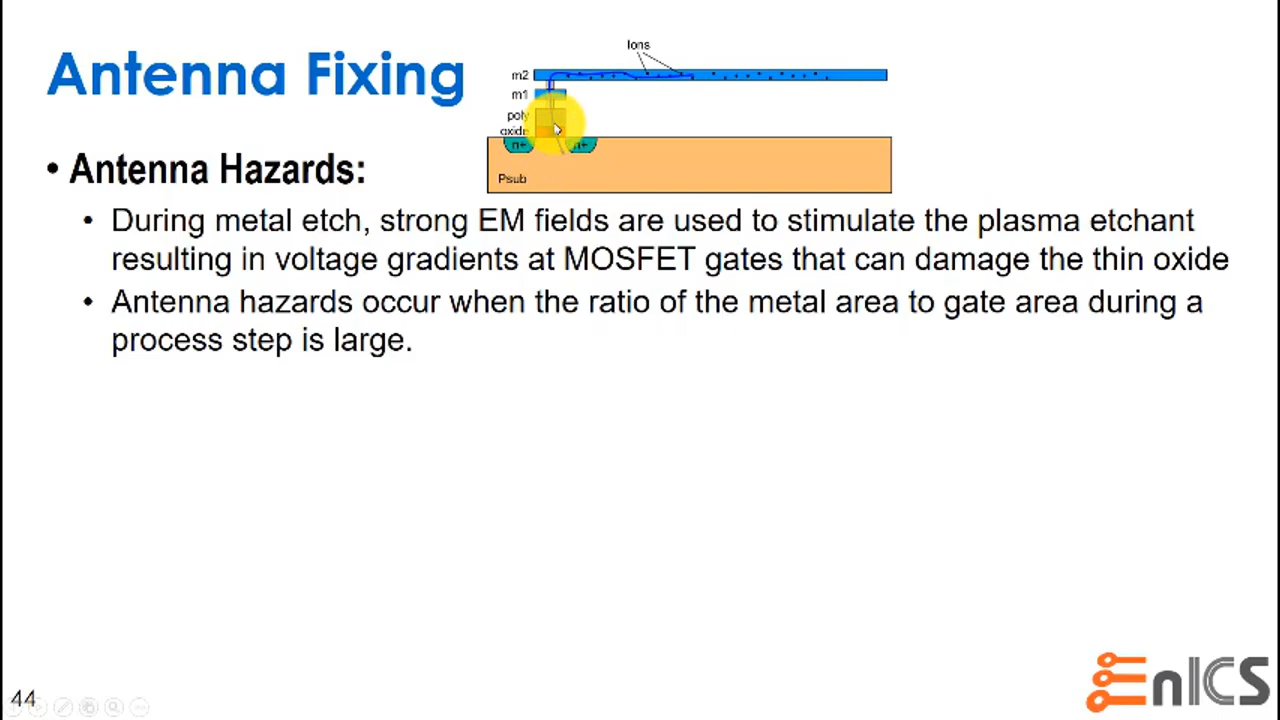 Antenna Fixing
Ions
m2
m1
poly
oxide
n+
n+
Psub
• Antenna Hazards:
• During metal etch, strong EM fields are used to stimulate the plasma etchant
resulting in voltage gradients at MOSFET gates that can damage the thin oxide
• Antenna hazards occur when the ratio of the metal area to gate area during a
process step is large.
44
EnICS